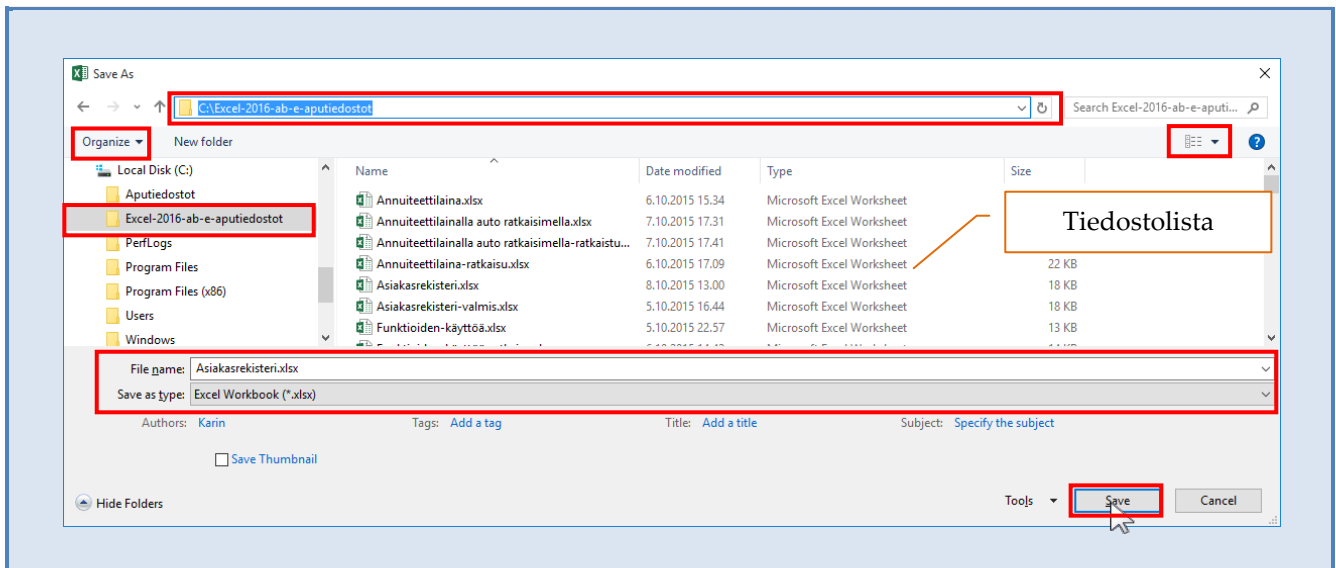 Save As
C:\Excel-2016-ab-e-aputiedostot
Search Excel-2016-ab-e-aputi...
Organize
New folder
Local Disk (C:)
Aputiedostot
Excel-2016-ab-e-aputiedostot
PerfLogs
Program Files
Program Files (x86)
Users
Windows
Name Date modified Type Size
Annuiteettilaina.xlsx 6.10.2015 15.34 Microsoft Excel Worksheet
Annuiteettilainalla auto ratkaisimella.xlsx 7.10.2015 17.31 Microsoft Excel Worksheet
Annuiteettilainalla auto ratkaisimella-ratkaistu... 7.10.2015 17.41 Microsoft Excel Worksheet
Annuiteettilaina-ratkaisu.xlsx 6.10.2015 17.09 Microsoft Excel Worksheet 22 KB
Asiakasrekisteri.xlsx 8.10.2015 13.00 Microsoft Excel Worksheet 18 KB
Asiakasrekisteri-valmis.xlsx 5.10.2015 16.44 Microsoft Excel Worksheet 18 KB
Funktioiden-käyttöä.xlsx 5.10.2015 22.57 Microsoft Excel Worksheet 13 KB
Tiedostolista
File name: Asiakasrekisteri.xlsx
Save as type: Excel Workbook (*.xlsx)
Authors: Karin Tags: Add a tag Title: Add a title Subject: Specify the subject
Save Thumbnail
Hide Folders Tools Save Cancel